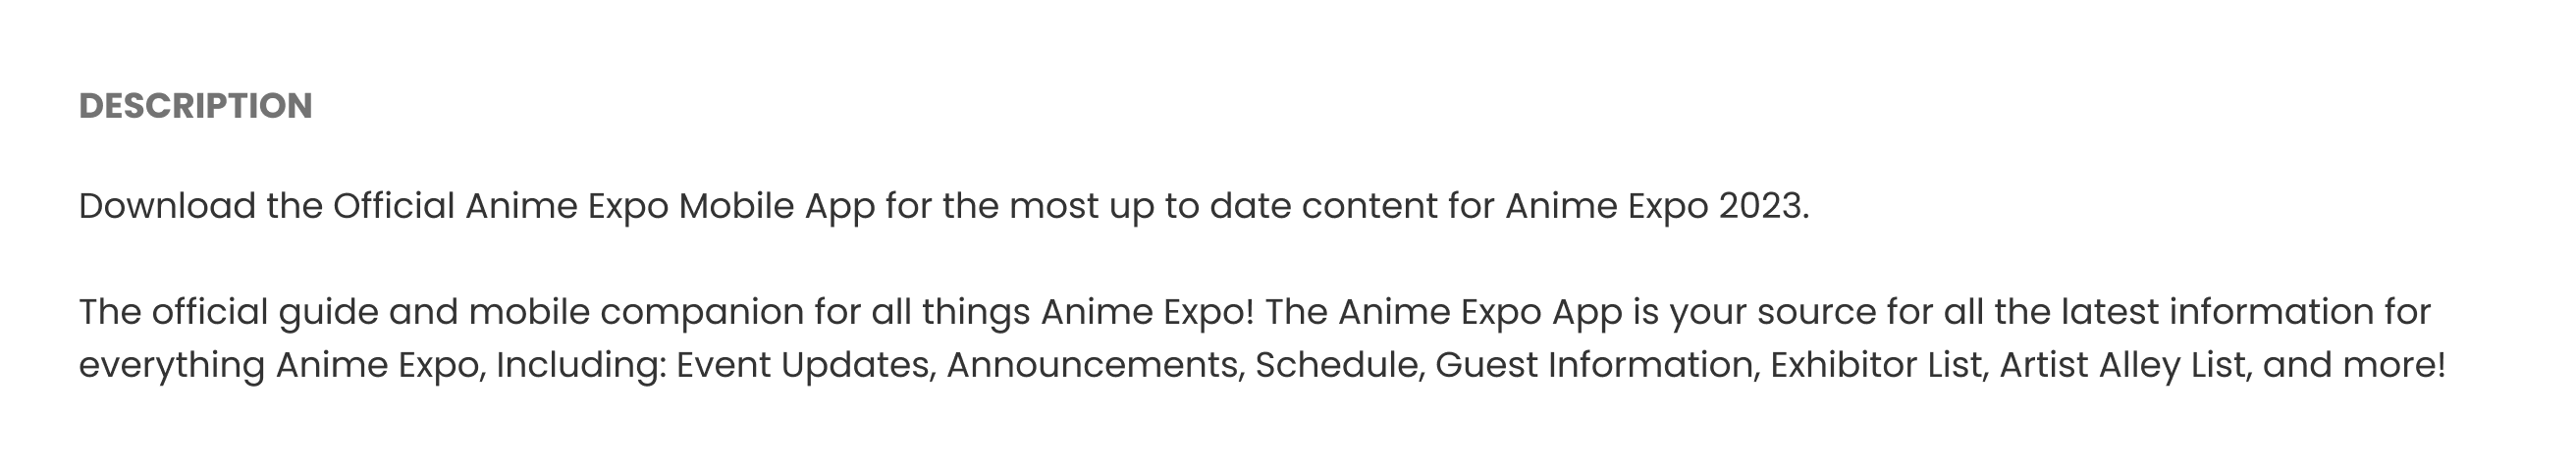 DESCRIPTION
Download the Official Anime Expo Mobile App for the most up to date content for Anime Expo 2023.
The official guide and mobile companion for all things Anime Expo! The Anime Expo App is your source for all the latest information for
everything Anime Expo, Including: Event Updates, Announcements, Schedule, Guest Information, Exhibitor List, Artist Alley List, and more!